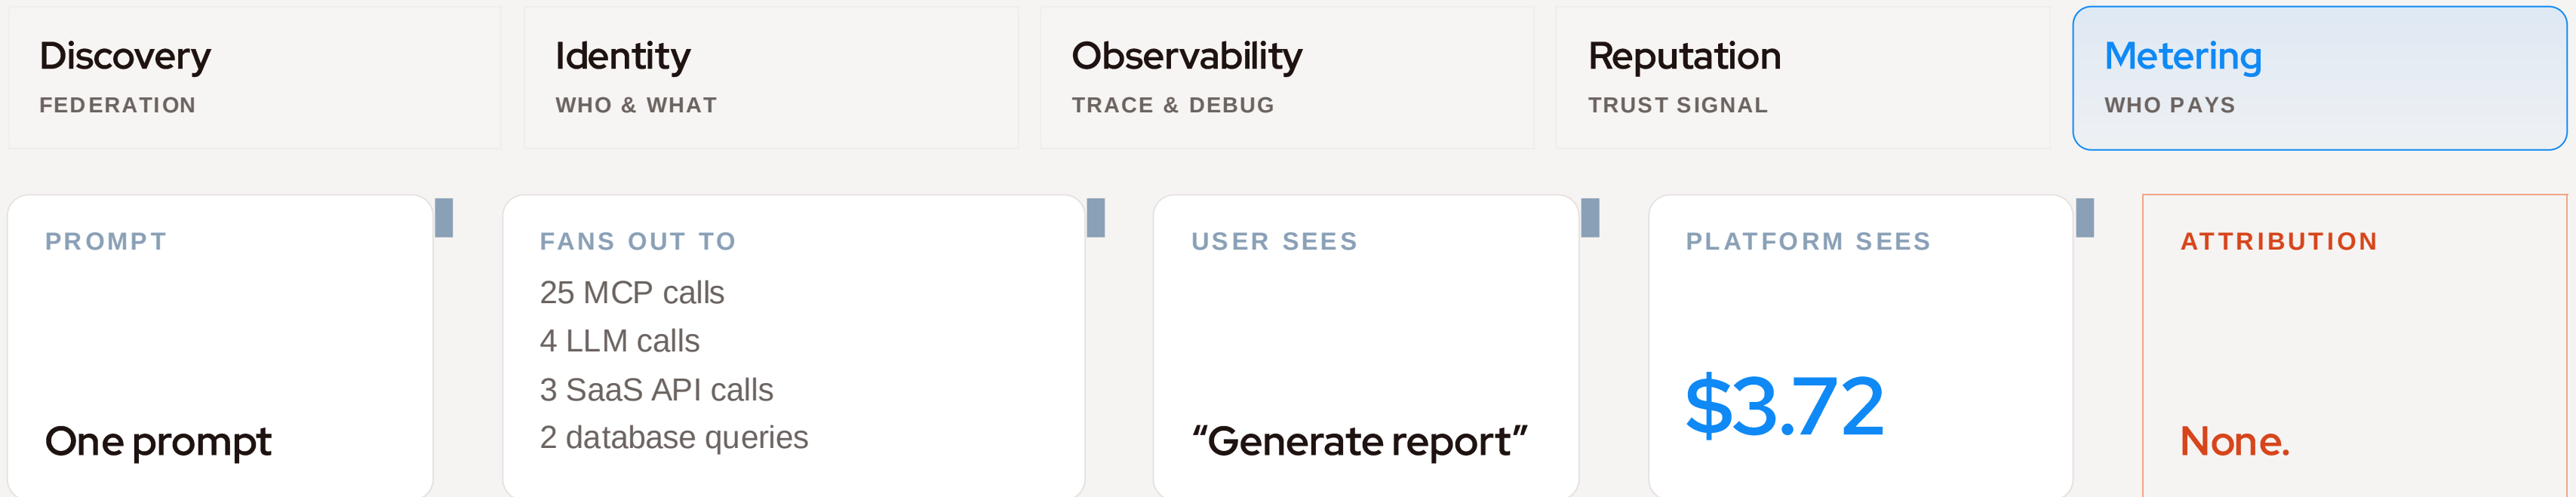 Discovery
FEDERATION
Identity
WHO & WHAT
Observability
TRACE & DEBUG
Reputation
TRUST SIGNAL
Metering
WHO PAYS
PROMPT
One prompt
FANS OUT TO
25 MCP calls
4 LLM calls
3 SaaS API calls
2 database queries
USER SEES
“Generate report”
PLATFORM SEES
$3.72
ATTRIBUTION
None.